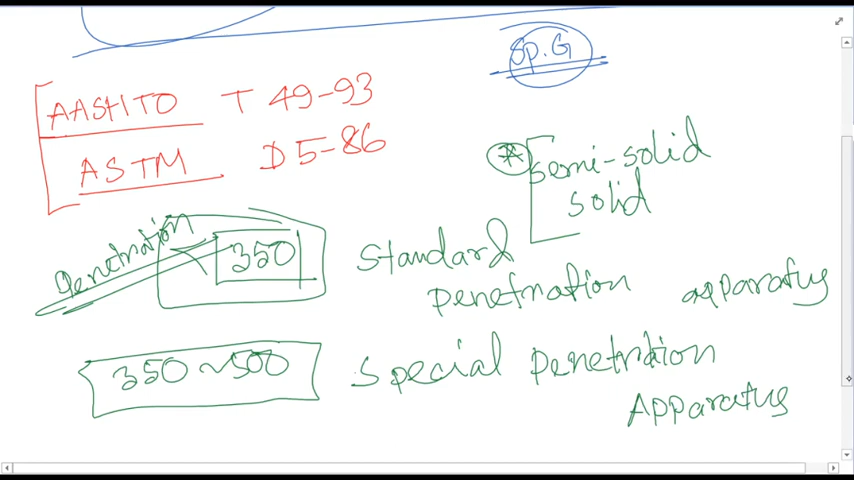 Sp.G
AASHTO T 49-93
ASTM D5-86
* Semi-solid
solid
Penetration < 350 Standard
penetration apparatus
350~500 Special penetration
Apparatus